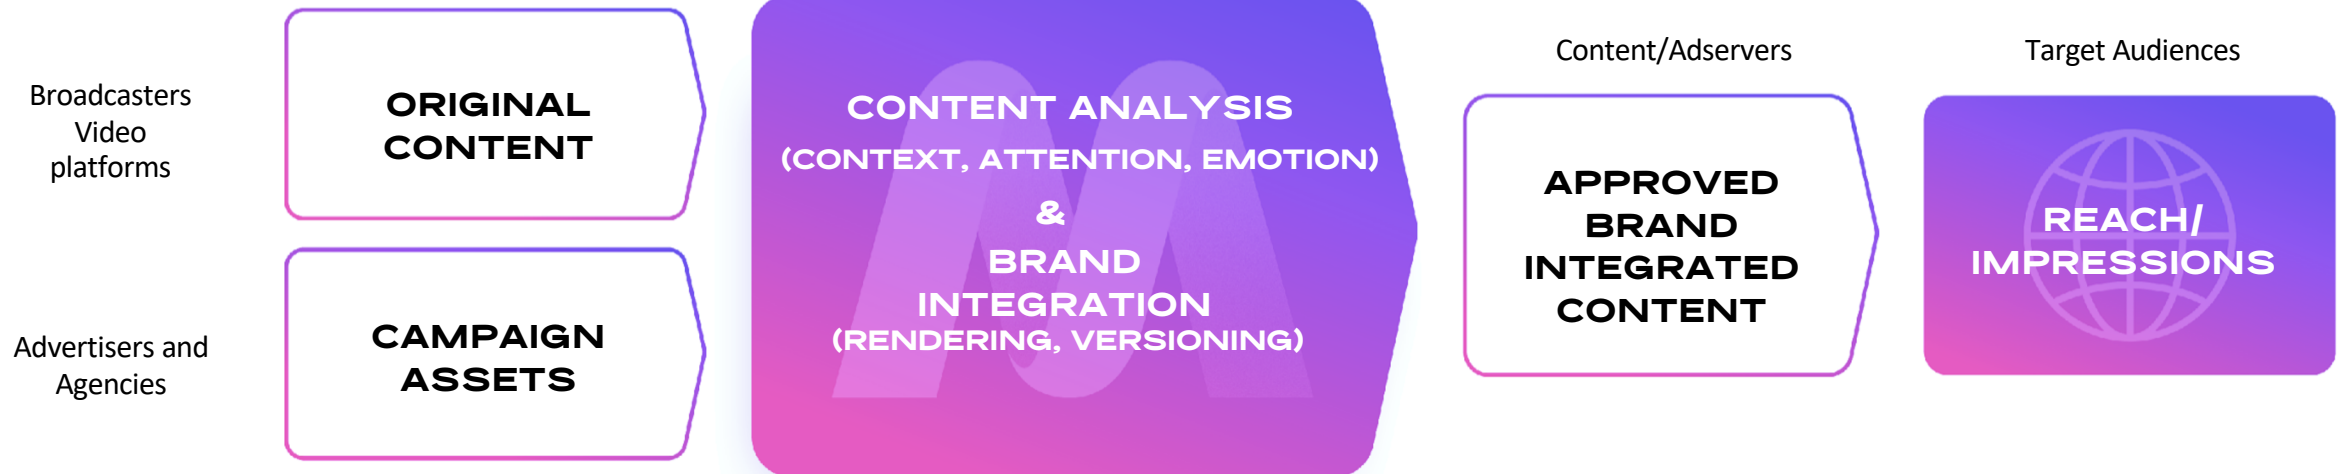 Broadcasters
Video
platforms
ORIGINAL
CONTENT
Advertisers and
Agencies
CAMPAIGN
ASSETS
CONTENT ANALYSIS
(CONTEXT, ATTENTION, EMOTION)
&
BRAND
INTEGRATION
(RENDERING, VERSIONING)
Content/Adservers
APPROVED
BRAND
INTEGRATED
CONTENT
Target Audiences
REACH/
IMPRESSIONS